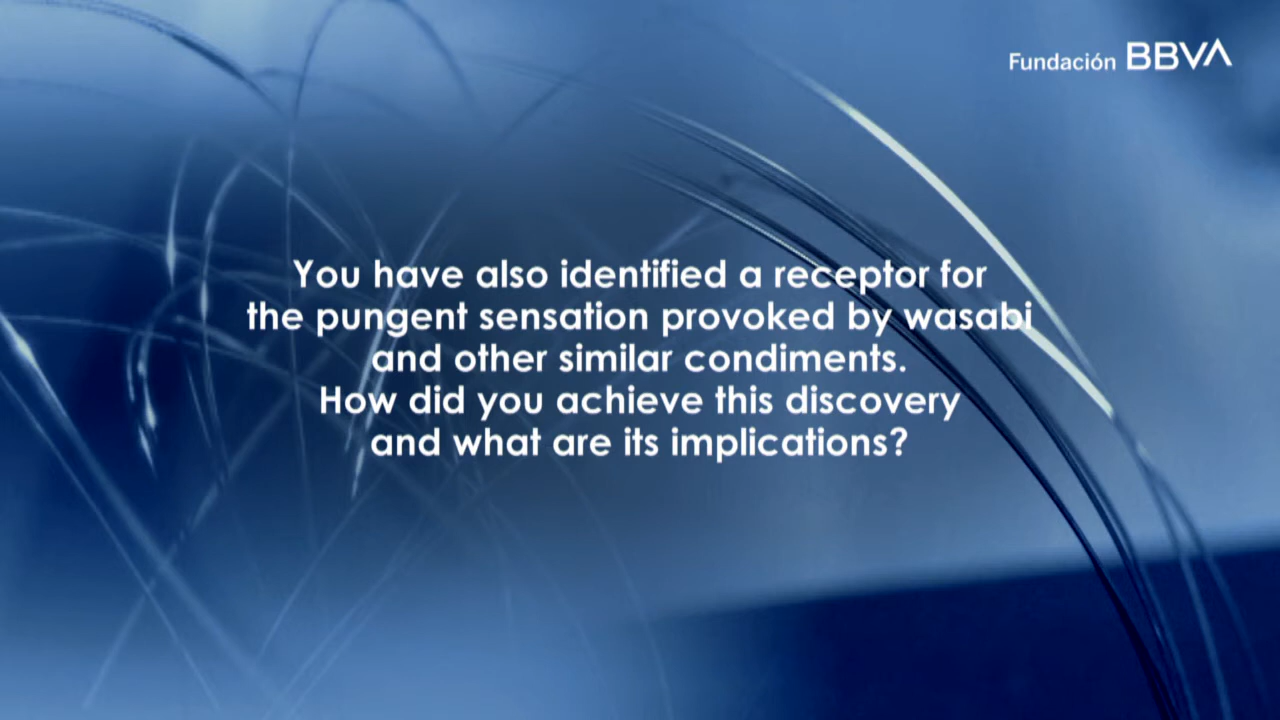 Fundación BBVA
You have also identified a receptor for
the pungent sensation provoked by wasabi
and other similar condiments.
How did you achieve this discovery
and what are its implications?